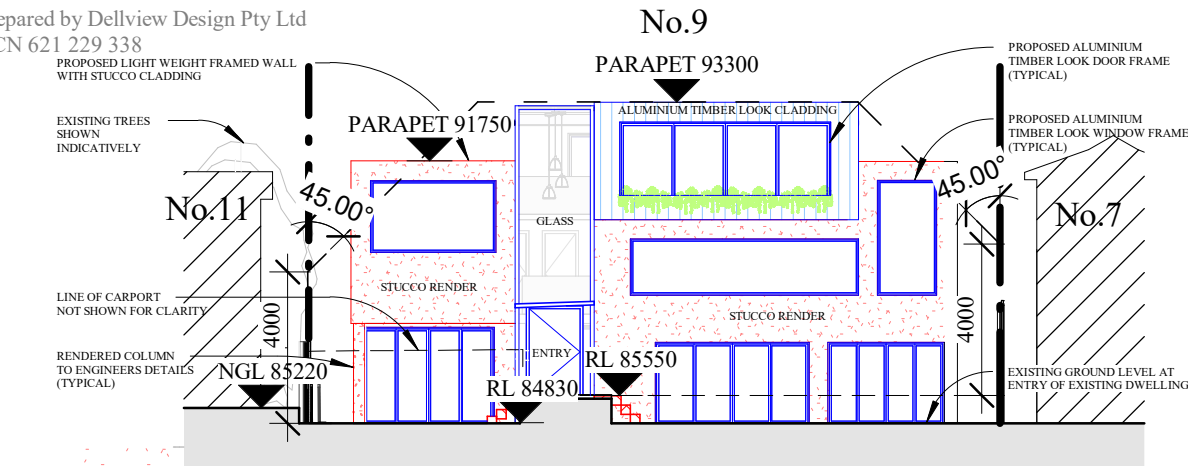 epared by Dellview Design Pty Ltd
CN 621 229 338
No.9
PROPOSED LIGHT WEIGHT FRAMED WALL
WITH STUCCO CLADDING
PROPOSED ALUMINIUM
TIMBER LOOK DOOR FRAME
(TYPICAL)
PARAPET 93300
ALUMINIUM TIMBER LOOK CLADDING
EXISTING TREES
SHOWN
INDICATIVELY
PARAPET 91750
PROPOSED ALUMINIUM
TIMBER LOOK WINDOW FRAME
(TYPICAL)
45.00°
45.00°
No.11
No.7
GLASS
STUCCO RENDER
LINE OF CARPORT
NOT SHOWN FOR CLARITY
4000
4000
STUCCO RENDER
RENDERED COLUMN
TO ENGINEERS DETAILS
(TYPICAL)
ENTRY
RL 85550
NGL 85220
RL 84830
EXISTING GROUND LEVEL AT
ENTRY OF EXISTING DWELLING